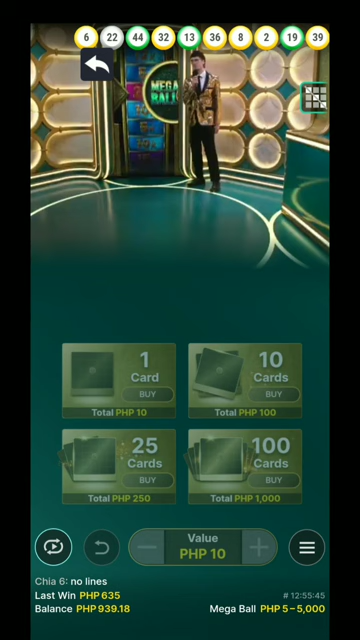 6 22 44 32 13 36 8 2 19 39
MEGA
BALL
1
Card
BUY
Total PHP 10
10
Cards
BUY
Total PHP 100
25
Cards
BUY
Total PHP 250
100
Cards
BUY
Total PHP 1,000
Value
PHP 10
Chia 6: no lines
Last Win PHP 635
# 12:55:45
Balance PHP 939.18
Mega Ball PHP 5–5,000